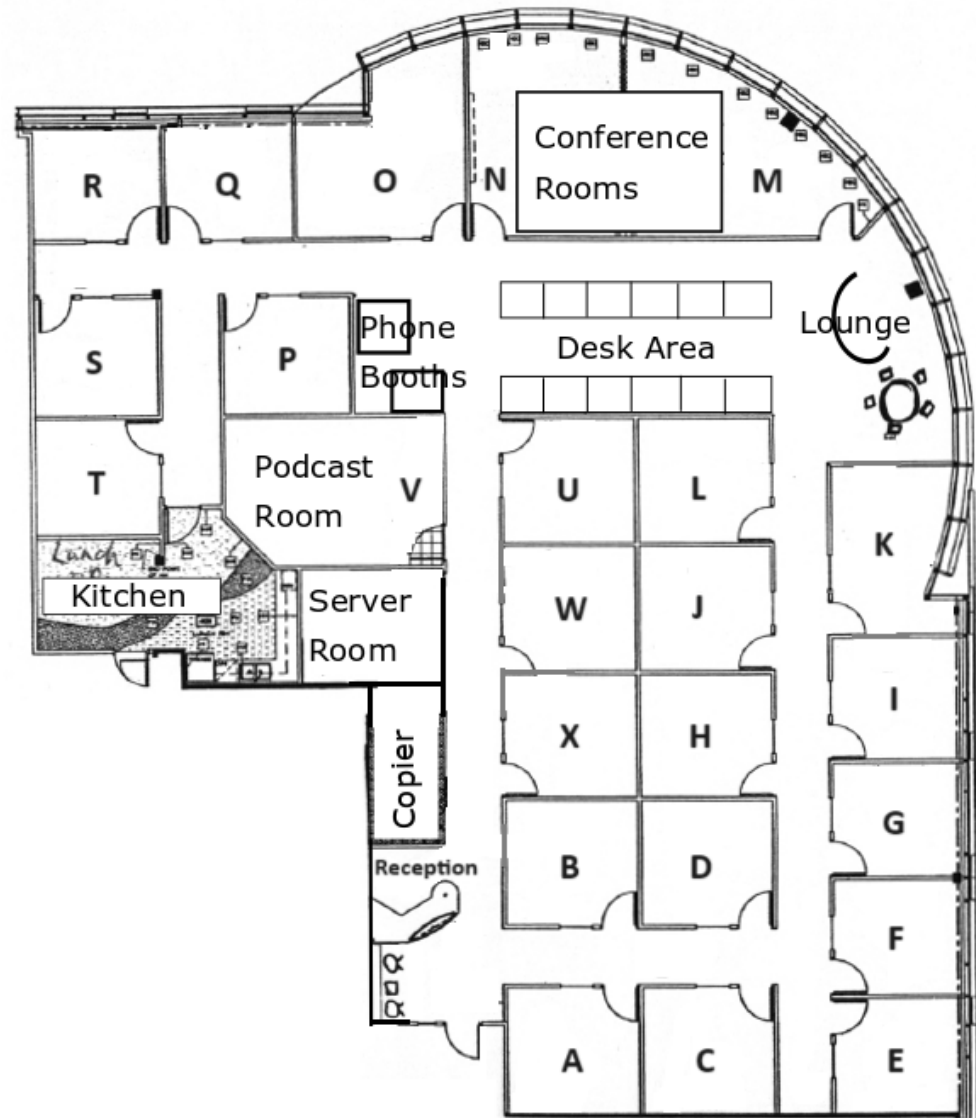 Conference
Rooms
R
Q
O
N
M
Phone
Booths
Lounge
Desk Area
S
P
T
Podcast
Room
V
U
L
K
Lunch
Kitchen
Server
Room
W
J
X
H
I
Copier
G
B
D
Reception
F
A
C
E